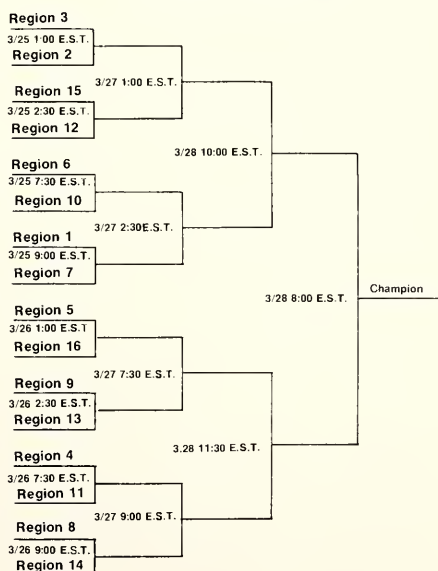 Region 3
3/25 1:00 E.S.T.
Region 2
3/27 1:00 E.S.T.
Region 15
3/25 2:30 E.S.T.
Region 12
3/28 10:00 E.S.T.
Region 6
3/25 7:30 E.S.T.
Region 10
3/27 2:30E.S.T.
Region 1
3/25 9:00 E.S.T.
Region 7
Champion
3/28 8:00 E.S.T.
Region 5
3/26 1:00 E.S.T
Region 16
3/27 7:30 E.S.T.
Region 9
3/26 2:30 E.S.T.
Region 13
3.28 11:30 E.S.T.
Region 4
3/26 7:30 E.S.T.
Region 11
3/27 9:00 E.S.T.
Region 8
3/26 9:00 E.S.T.
Region 14